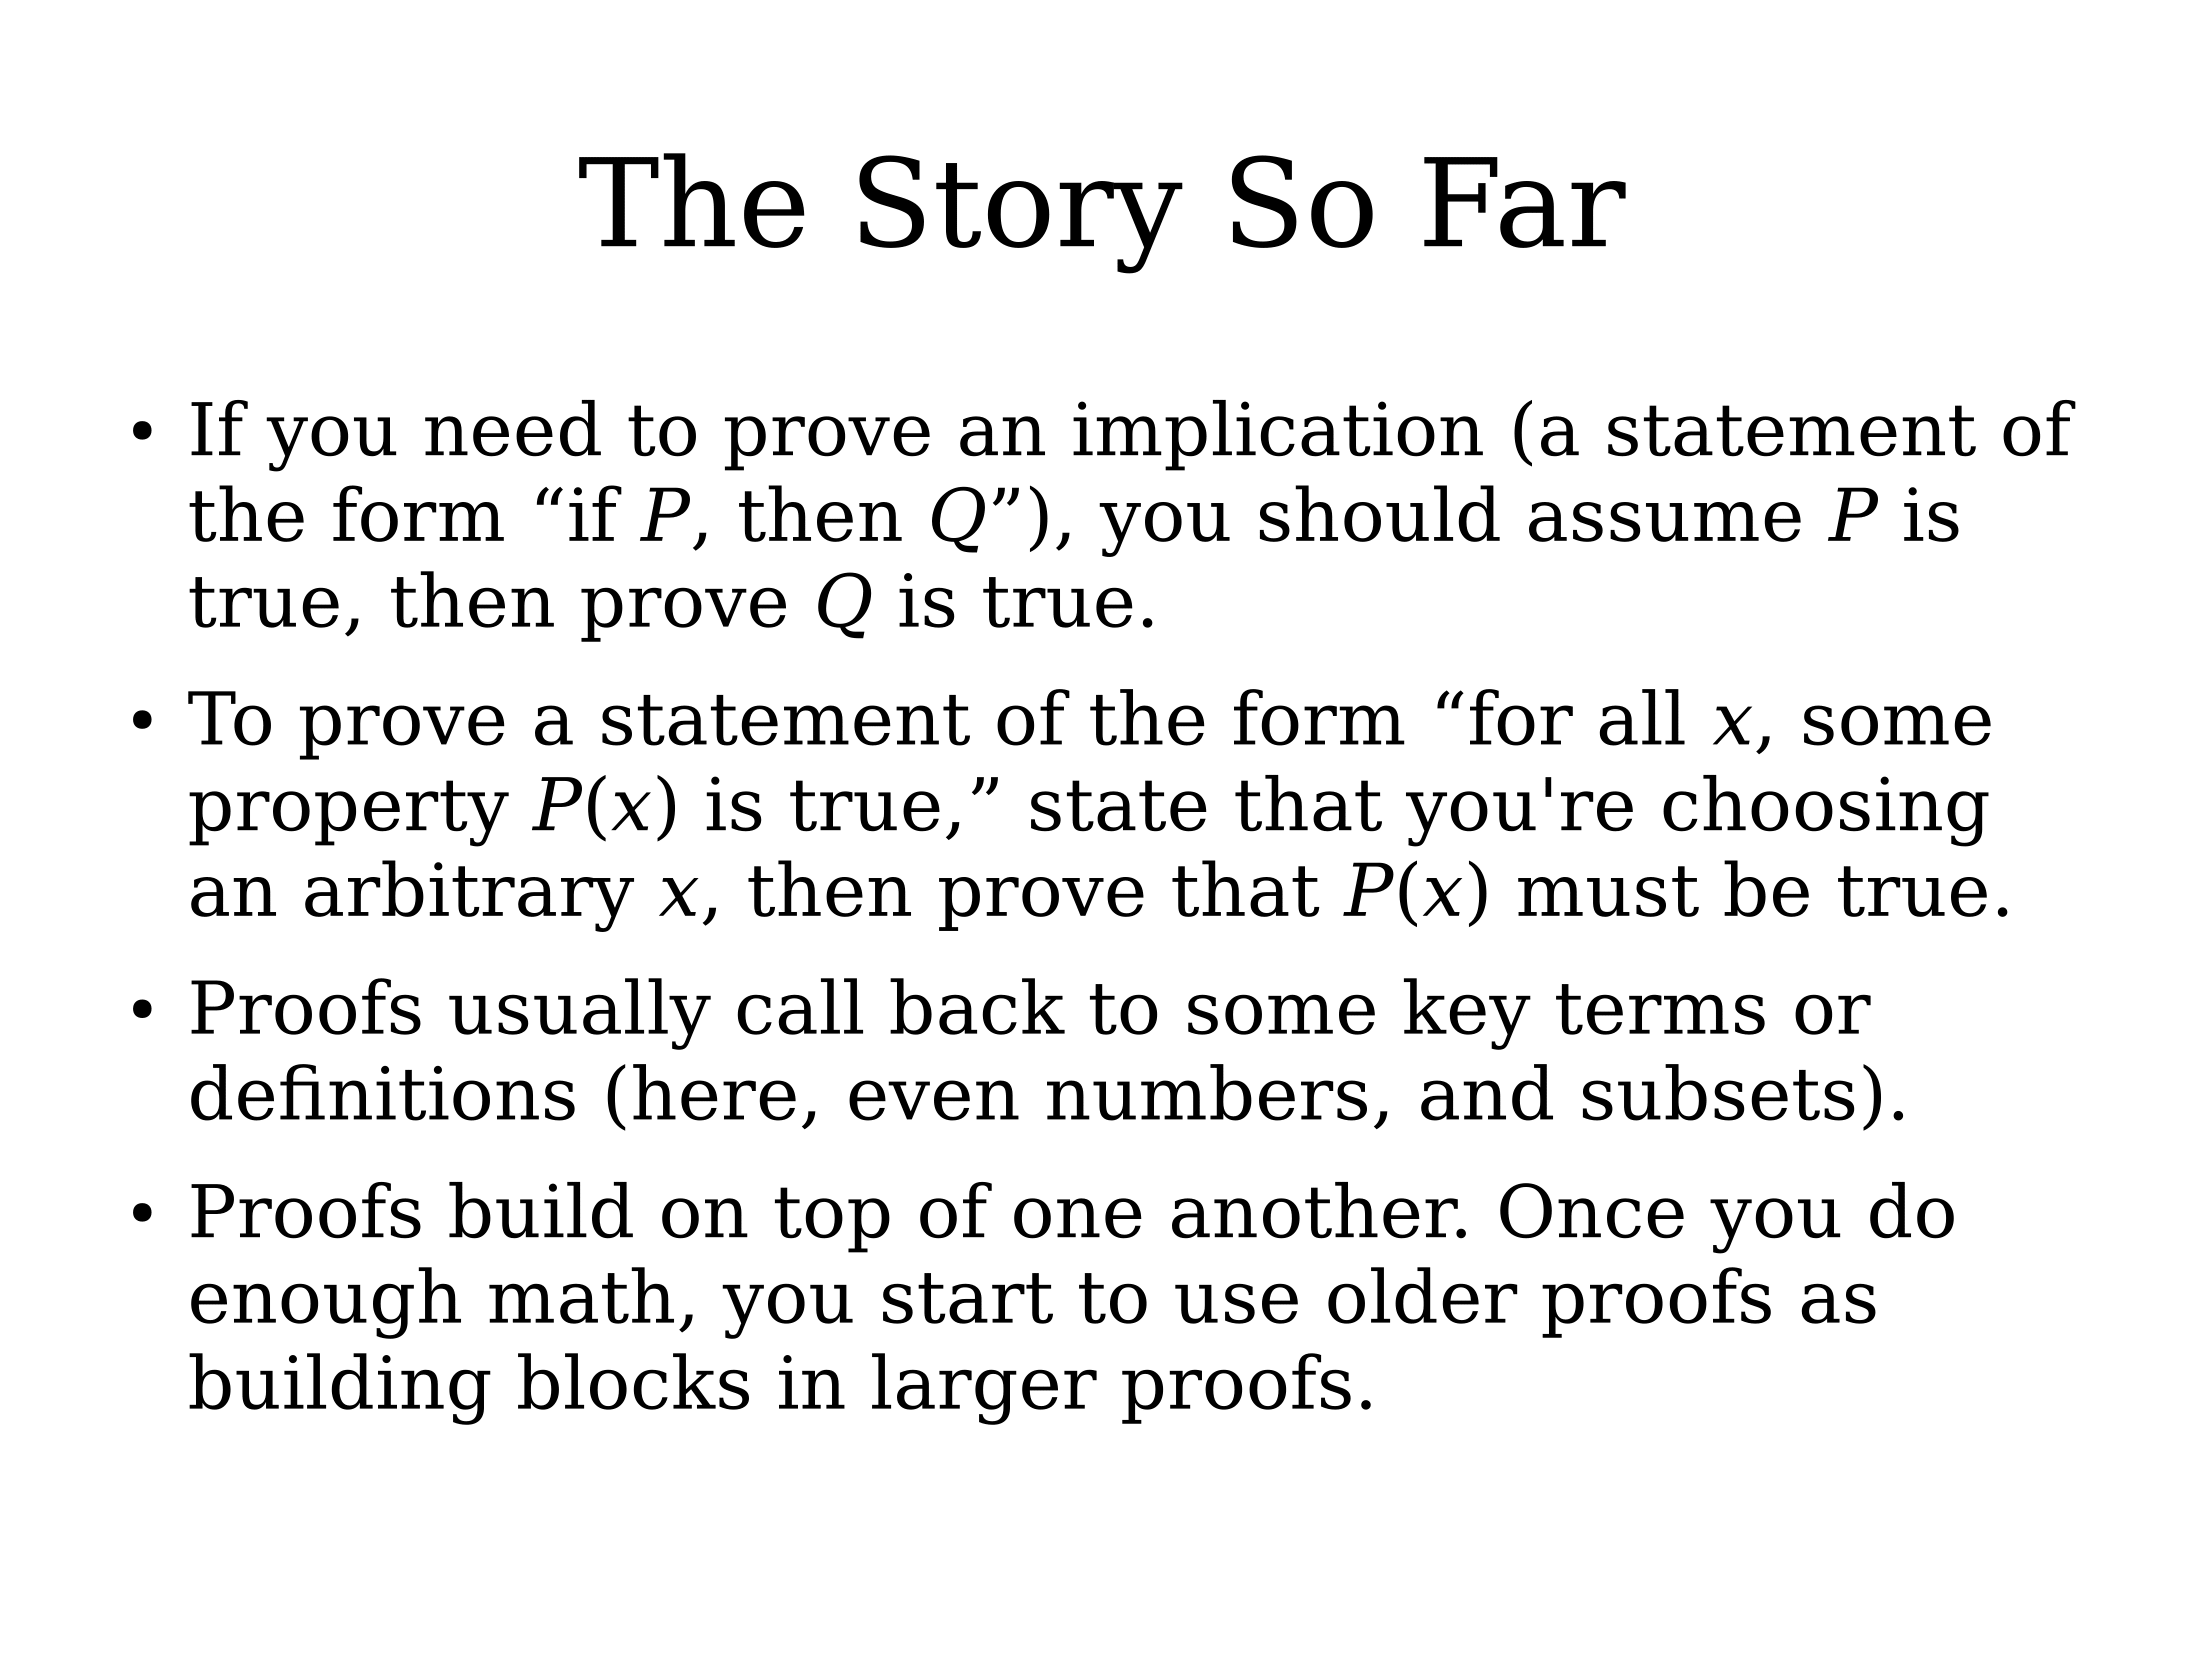 The Story So Far
• If you need to prove an implication (a statement of
the form “if P, then Q”), you should assume P is
true, then prove Q is true.
• To prove a statement of the form “for all x, some
property P(x) is true,” state that you're choosing
an arbitrary x, then prove that P(x) must be true.
• Proofs usually call back to some key terms or
definitions (here, even numbers, and subsets).
• Proofs build on top of one another. Once you do
enough math, you start to use older proofs as
building blocks in larger proofs.